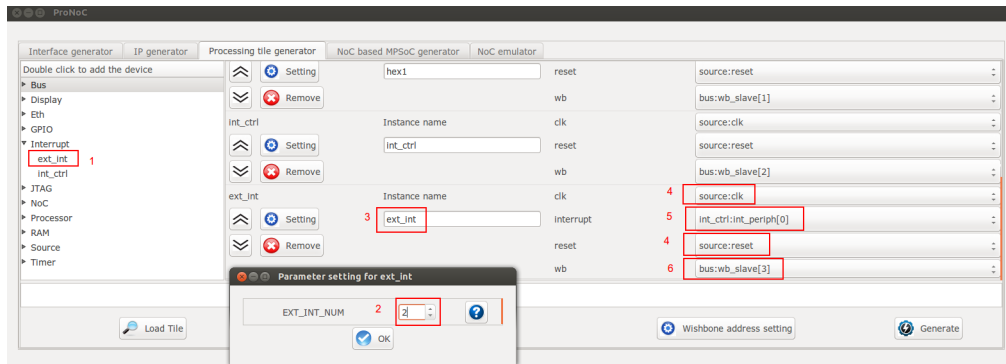 ProNoC
Interface generator IP generator Processing tile generator NoC based MPSoC generator NoC emulator
Double click to add the device
Bus
Display
Eth
GPIO
Interrupt
ext_int 1
int_ctrl
JTAG
NoC
Processor
RAM
Source
Timer
Setting hex1 reset source:reset
Remove wb bus:wb_slave[1]
int_ctrl Instance name clk source:clk
Setting int_ctrl reset source:reset
Remove wb bus:wb_slave[2]
ext_int Instance name clk 4 source:clk
Setting 3 ext_int interrupt 5 int_ctrl:int_periph[0]
Remove reset 4 source:reset
wb 6 bus:wb_slave[3]
Parameter setting for ext_int
EXT_INT_NUM 2 2
OK
Load Tile Wishbone address setting Generate